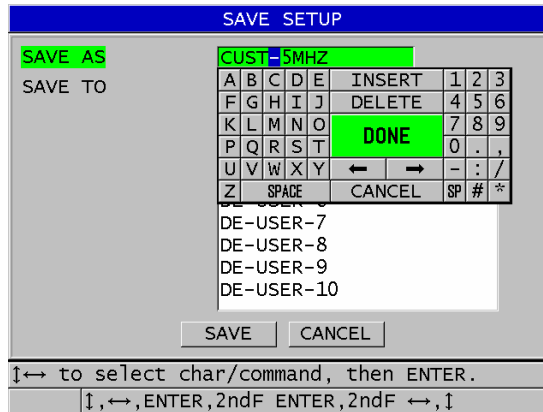 SAVE SETUP
SAVE AS
CUST-5MHZ
SAVE TO
A B C D E INSERT 1 2 3
F G H I J DELETE 4 5 6
K L M N O DONE 7 8 9
P Q R S T 0 . ,
U V W X Y ← → - : /
Z SPACE CANCEL SP # *
DE-USER-7
DE-USER-8
DE-USER-9
DE-USER-10
SAVE CANCEL
↕↔ to select char/command, then ENTER.
↕,↔,ENTER,2ndF ENTER,2ndF ↔,↕